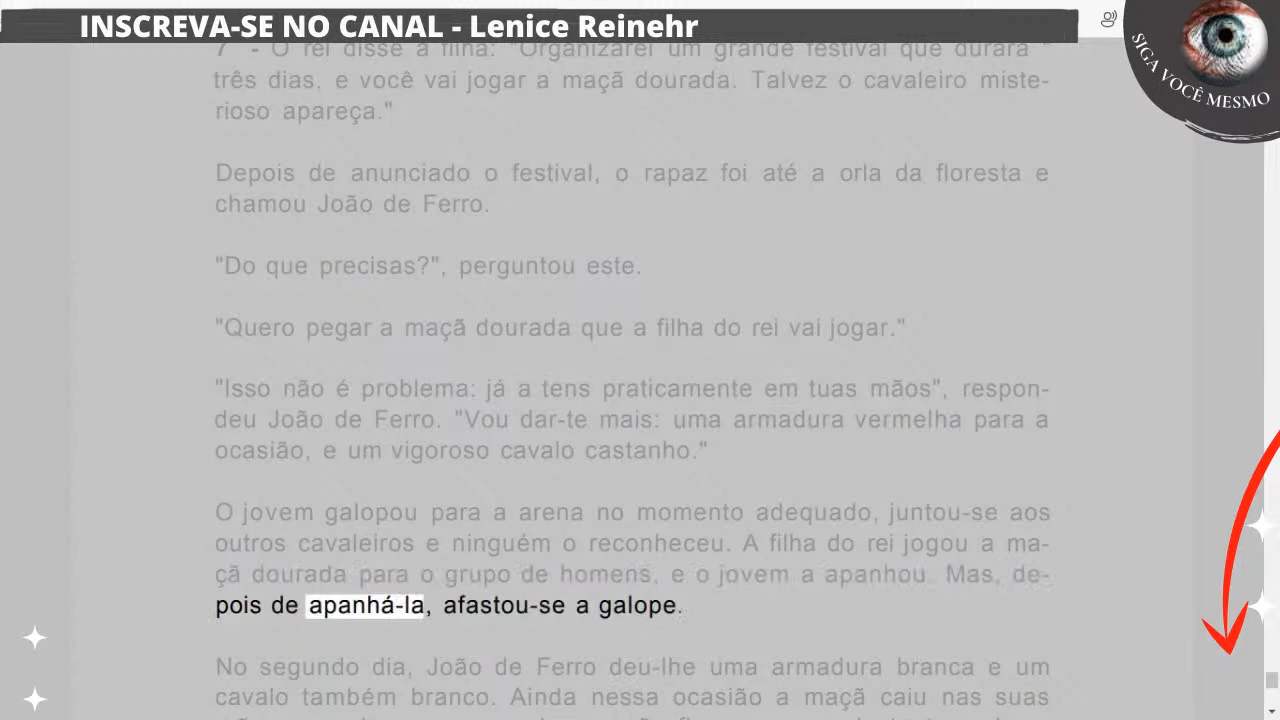 INSCREVA-SE NO CANAL - Lenice Reinehr
SIGA VOCÊ MESMO
7 - O rei disse à filha: "Organizarei um grande festival que durará
três dias, e você vai jogar a maçã dourada. Talvez o cavaleiro miste-
rioso apareça."
Depois de anunciado o festival, o rapaz foi até a orla da floresta e
chamou João de Ferro.
"Do que precisas?", perguntou este.
"Quero pegar a maçã dourada que a filha do rei vai jogar."
"Isso não é problema: já a tens praticamente em tuas mãos", respon-
deu João de Ferro. "Vou dar-te mais: uma armadura vermelha para a
ocasião, e um vigoroso cavalo castanho."
O jovem galopou para a arena no momento adequado, juntou-se aos
outros cavaleiros e ninguém o reconheceu. A filha do rei jogou a ma-
çã dourada para o grupo de homens, e o jovem a apanhou. Mas, de-
pois de apanhá-la, afastou-se a galope.
No segundo dia, João de Ferro deu-lhe uma armadura branca e um
cavalo também branco. Ainda nessa ocasião a maçã caiu nas suas